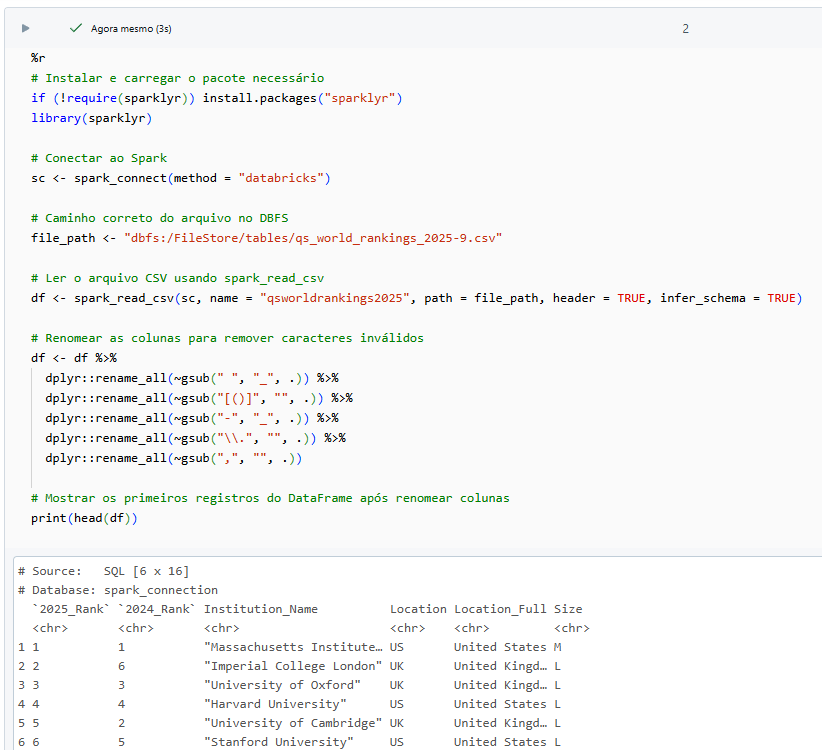 Agora mesmo (3s)
2
%r
# Instalar e carregar o pacote necessário
if (!require(sparklyr)) install.packages("sparklyr")
library(sparklyr)
# Conectar ao Spark
sc <- spark_connect(method = "databricks")
# Caminho correto do arquivo no DBFS
file_path <- "dbfs:/FileStore/tables/qs_world_rankings_2025-9.csv"
# Ler o arquivo CSV usando spark_read_csv
df <- spark_read_csv(sc, name = "qsworldrankings2025", path = file_path, header = TRUE, infer_schema = TRUE)
# Renomear as colunas para remover caracteres inválidos
df <- df %>%
  dplyr::rename_all(~gsub(" ", "_", .)) %>%
  dplyr::rename_all(~gsub("[()]", "", .)) %>%
  dplyr::rename_all(~gsub("-", "_", .)) %>%
  dplyr::rename_all(~gsub("\\.", "", .)) %>%
  dplyr::rename_all(~gsub(",", "", .))
# Mostrar os primeiros registros do DataFrame após renomear colunas
print(head(df))
# Source:   SQL [6 x 16]
# Database: spark_connection
  `2025_Rank` `2024_Rank` Institution_Name         Location Location_Full Size
  <chr>       <chr>       <chr>                    <chr>    <chr>         <chr>
1 1           1           "Massachusetts Institute… US       United States M
2 2           6           "Imperial College London" UK       United Kingd… L
3 3           3           "University of Oxford"   UK       United Kingd… L
4 4           4           "Harvard University"     US       United States L
5 5           2           "University of Cambridge" UK       United Kingd… L
6 6           5           "Stanford University"    US       United States L